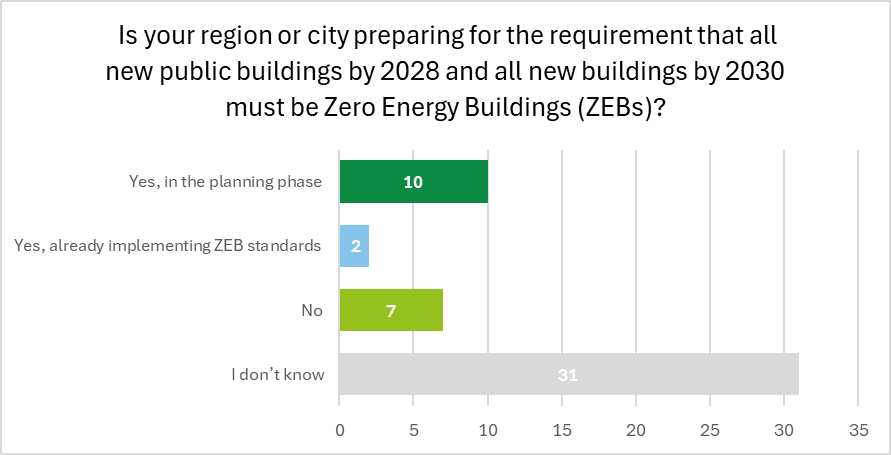 Is your region or city preparing for the requirement that all
new public buildings by 2028 and all new buildings by 2030
must be Zero Energy Buildings (ZEBs)?
Yes, in the planning phase
10
Yes, already implementing ZEB standards
2
No
7
I don’t know
31
0 5 10 15 20 25 30 35